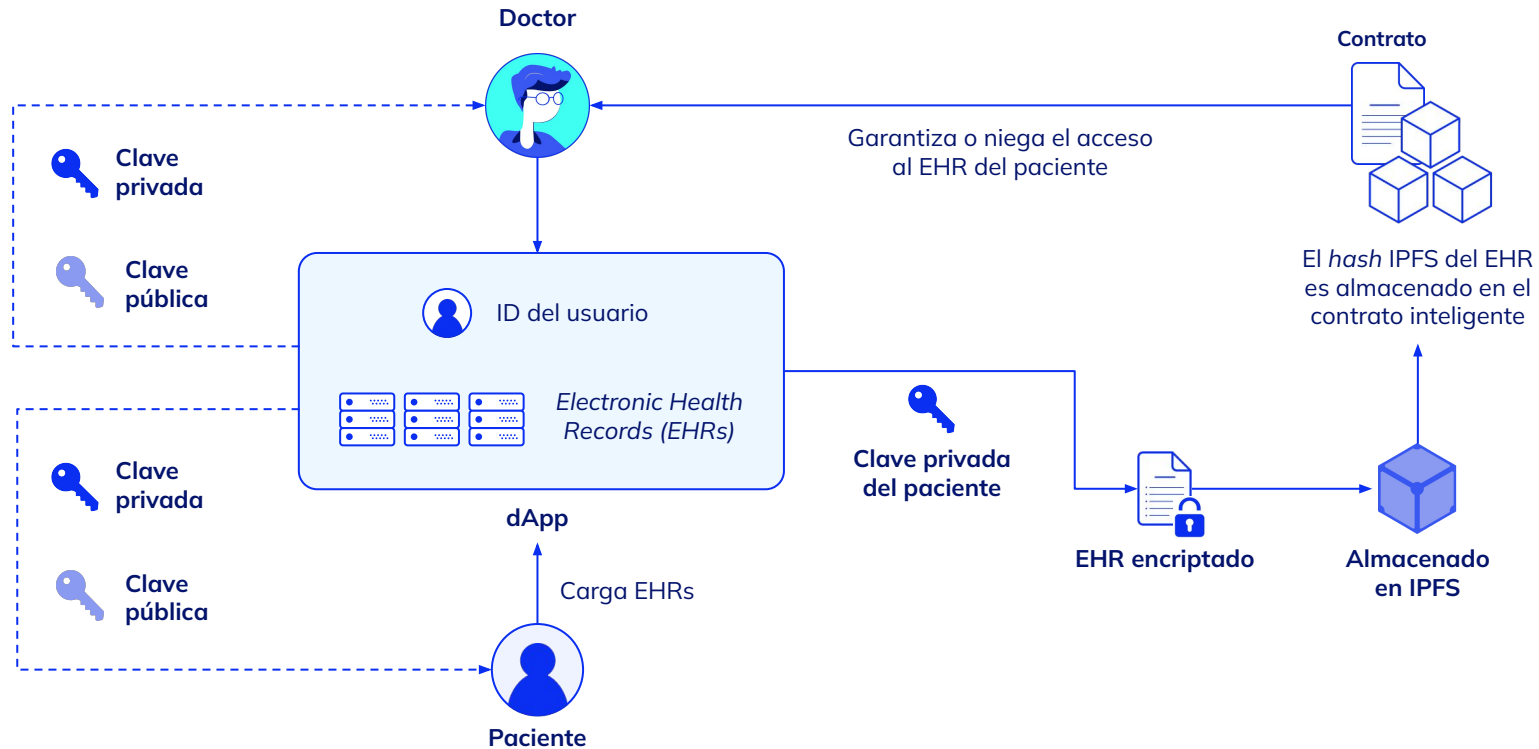 Doctor
Contrato
Garantiza o niega el acceso
al EHR del paciente
Clave
privada
Clave
pública
El hash IPFS del EHR
es almacenado en el
contrato inteligente
ID del usuario
Electronic Health
Records (EHRs)
Clave privada
del paciente
Clave
privada
dApp
EHR encriptado
Almacenado
en IPFS
Clave
pública
Carga EHRs
Paciente